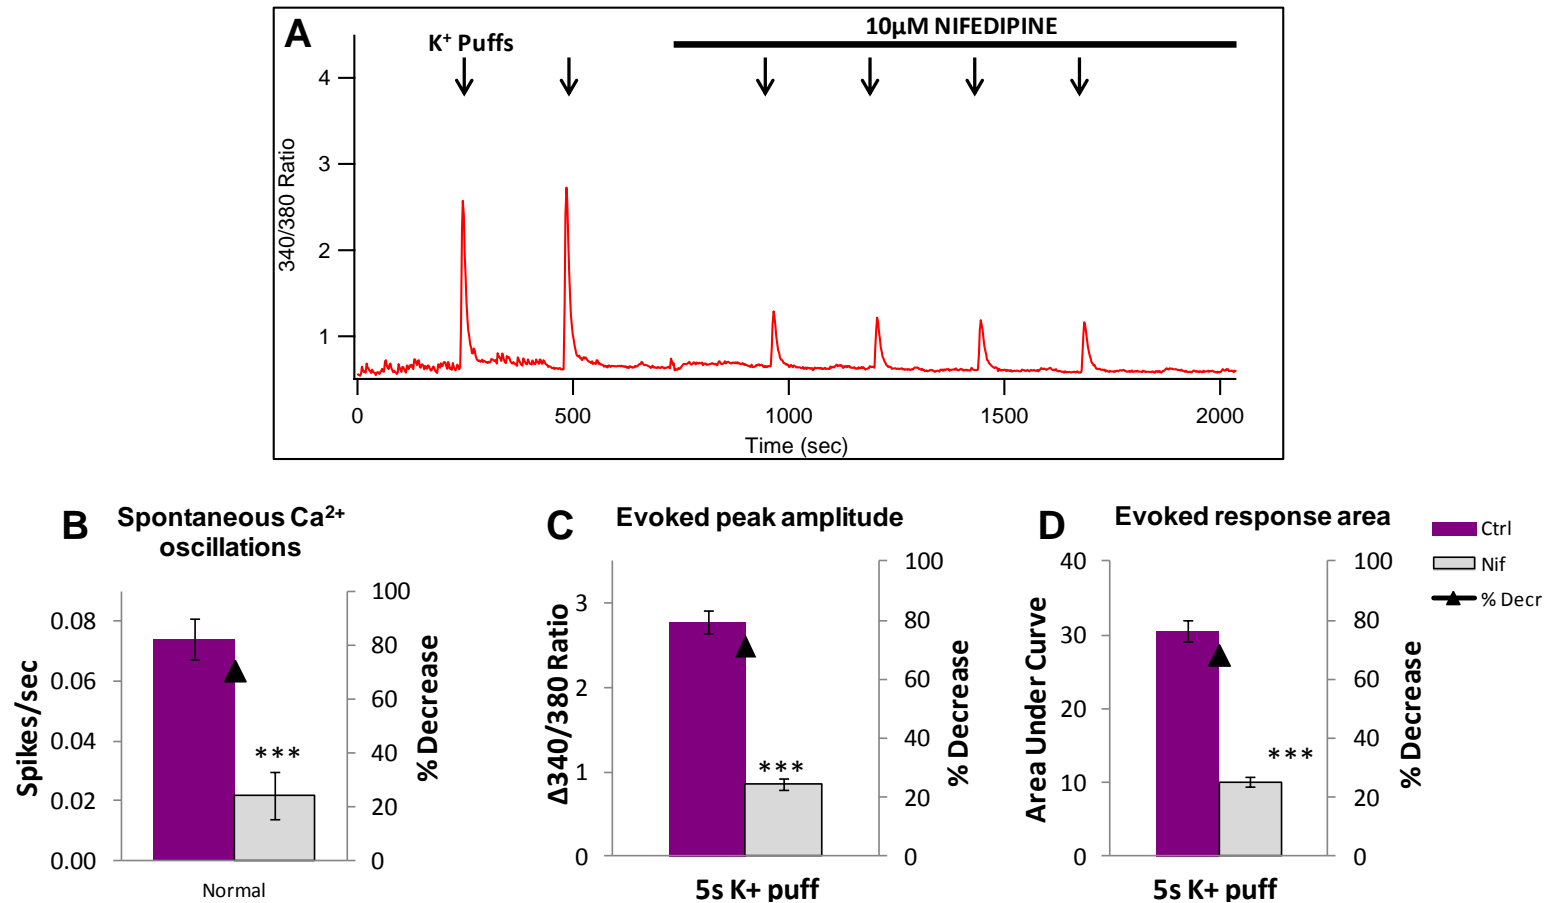 A
10µM NIFEDIPINE
K⁺ Puffs
4
3
2
1
340/380 Ratio
0 500 1000 1500 2000
Time (sec)
B
Spontaneous Ca²⁺
oscillations
0.08
0.06
0.04
0.02
0.00
Spikes/sec
100
80
60
40
20
0
% Decrease
***
Normal
C
Evoked peak amplitude
3
2
1
0
Δ340/380 Ratio
100
80
60
40
20
0
% Decrease
***
5s K+ puff
D
Evoked response area
40
30
20
10
0
Area Under Curve
100
80
60
40
20
0
% Decrease
***
5s K+ puff
Ctrl
Nif
% Decr